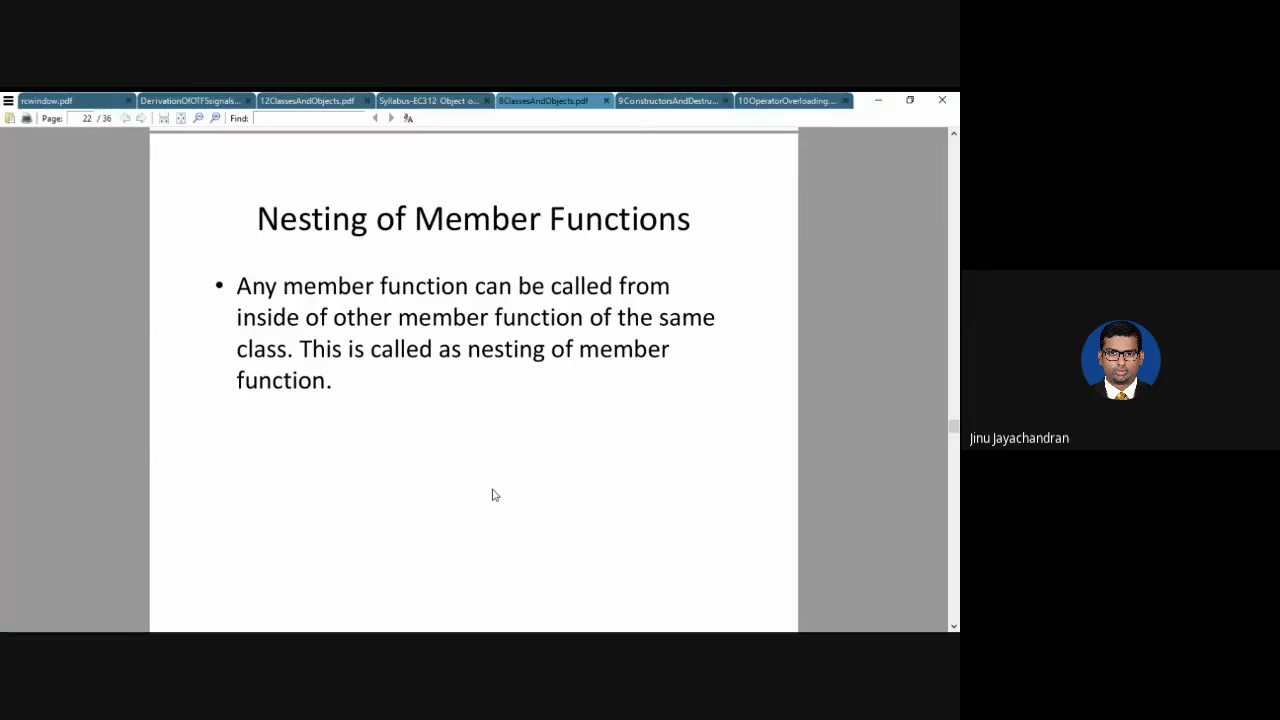 rcwindow.pdf DerivationOfOTFSsignals... 12ClassesAndObjects.pdf Syllabus-EC312 Object o... 8ClassesAndObjects.pdf 9ConstructorsAndDestru... 10OperatorOverloading....
Page: 22 / 36 Find:
Nesting of Member Functions
• Any member function can be called from
inside of other member function of the same
class. This is called as nesting of member
function.
Jinu Jayachandran